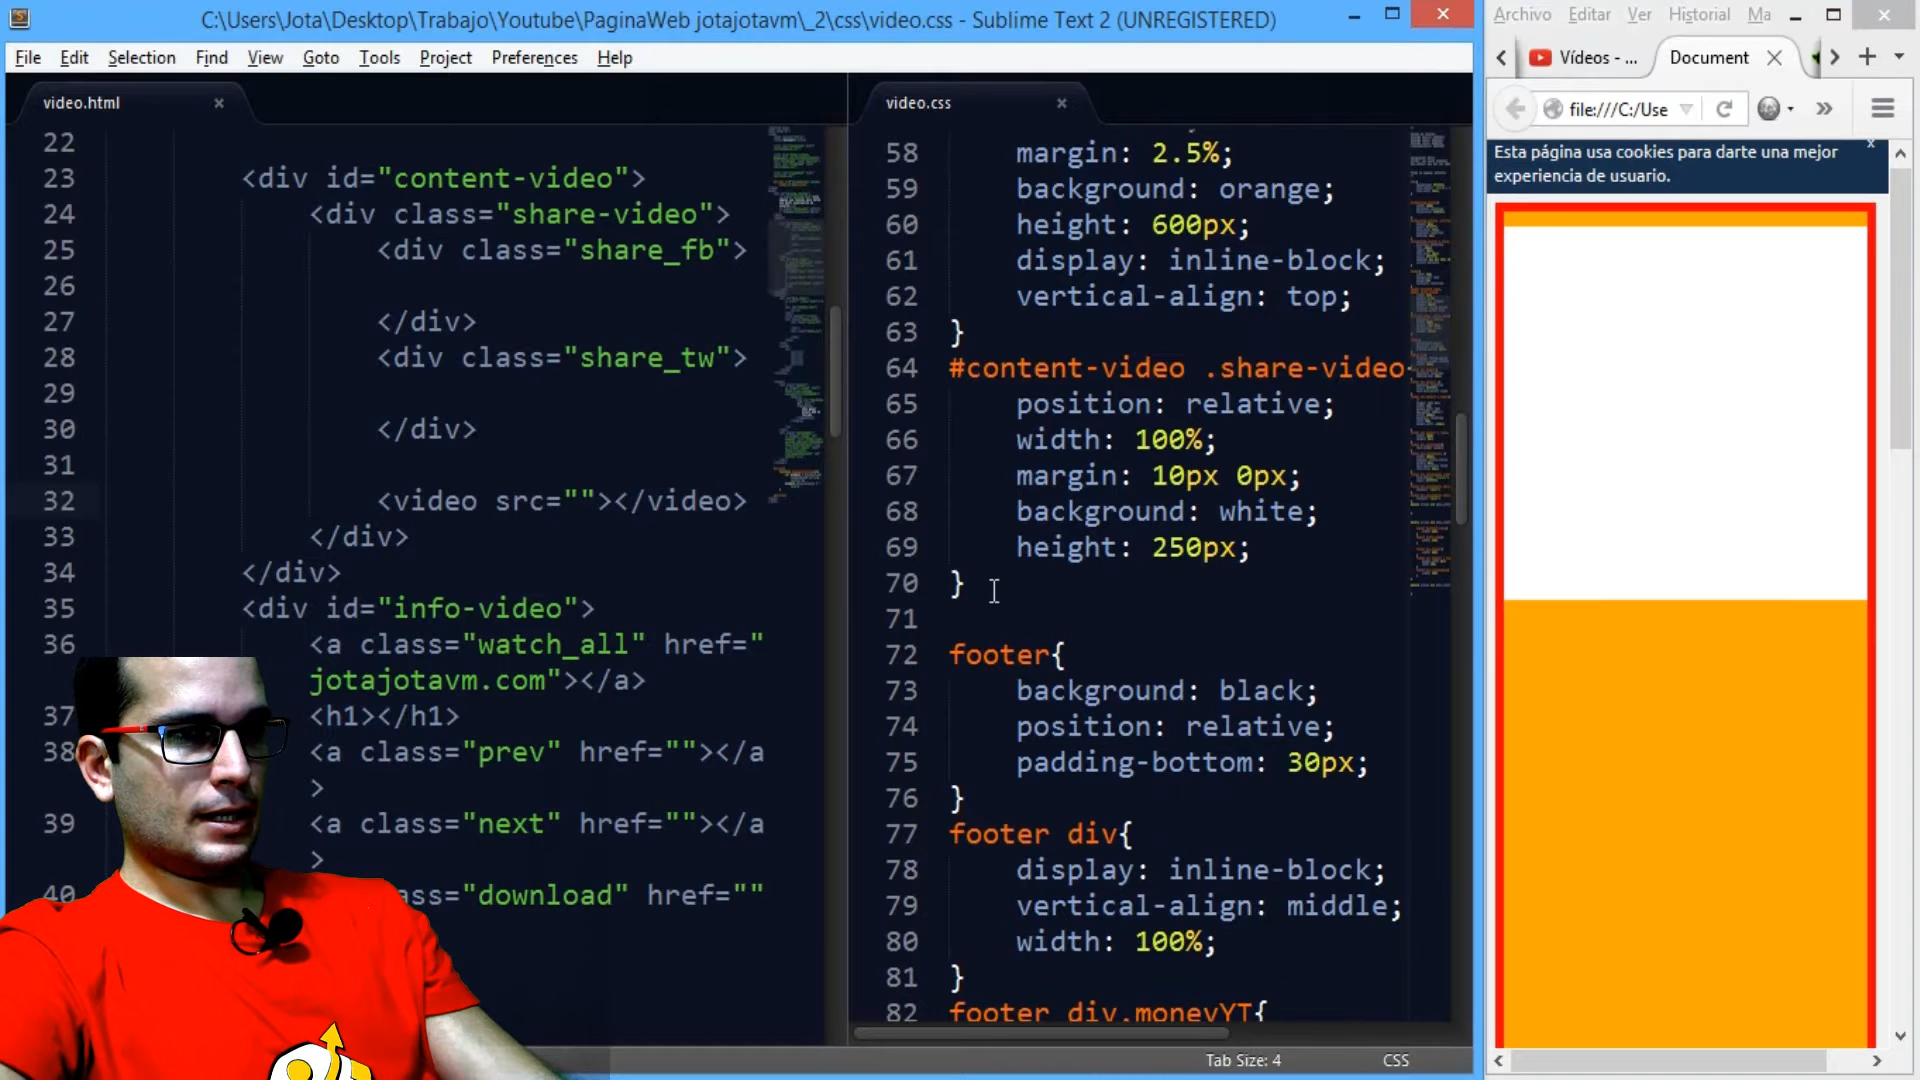 C:\Users\Jota\Desktop\Trabajo\Youtube\PaginaWeb jotajotavm\_2\css\video.css - Sublime Text 2 (UNREGISTERED)
File Edit Selection Find View Goto Tools Project Preferences Help
video.html
22
23 <div id="content-video">
24 <div class="share-video">
25 <div class="share_fb">
26
27 </div>
28 <div class="share_tw">
29
30 </div>
31
32 <video src=""></video>
33 </div>
34 </div>
35 <div id="info-video">
36 <a class="watch_all" href="
jotajotavm.com"></a>
37 <h1></h1>
38 <a class="prev" href=""></a
>
39 <a class="next" href=""></a
>
40 class="download" href=""
video.css
58 margin: 2.5%;
59 background: orange;
60 height: 600px;
61 display: inline-block;
62 vertical-align: top;
63 }
64 #content-video .share-video
65 position: relative;
66 width: 100%;
67 margin: 10px 0px;
68 background: white;
69 height: 250px;
70 }
71
72 footer{
73 background: black;
74 position: relative;
75 padding-bottom: 30px;
76 }
77 footer div{
78 display: inline-block;
79 vertical-align: middle;
80 width: 100%;
81 }
82 footer div.moneyYT{
Tab Size: 4 CSS
Archivo Editar Ver Historial Ma
Vídeos - ... Document
file:///C:/Use
Esta página usa cookies para darte una mejor
experiencia de usuario.